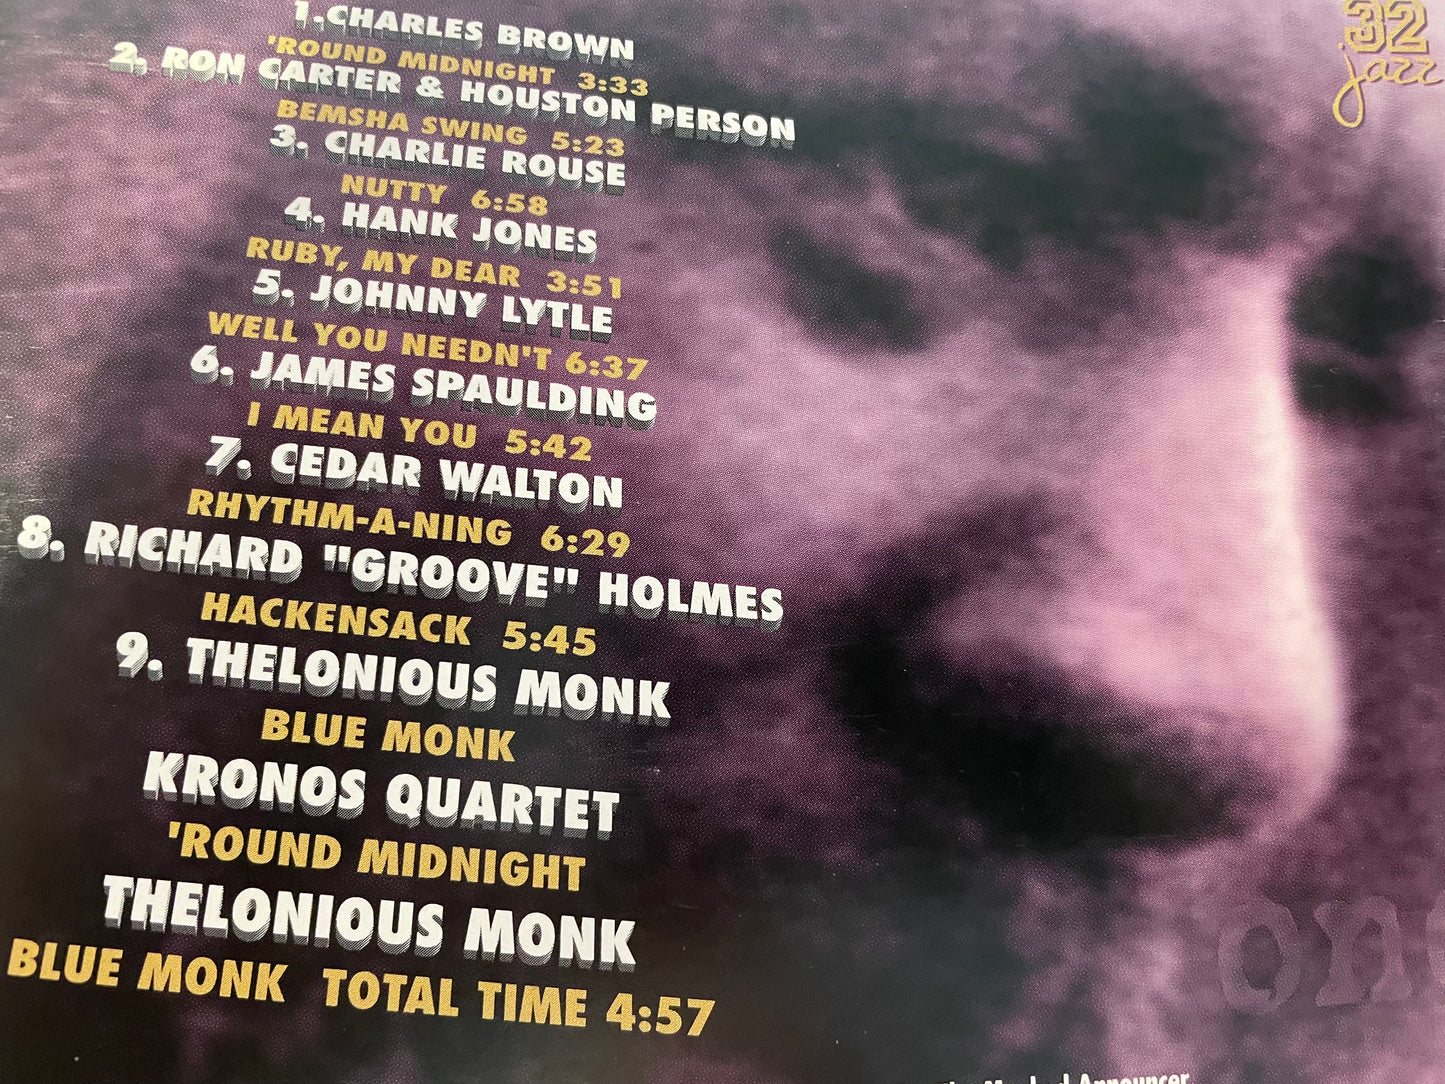 1. CHARLES BROWN
'ROUND MIDNIGHT 3:33
2. RON CARTER & HOUSTON PERSON
BEMSHA SWING 5:23
3. CHARLIE ROUSE
NUTTY 6:58
4. HANK JONES
RUBY, MY DEAR 3:51
5. JOHNNY LYTLE
WELL YOU NEEDN'T 6:37
6. JAMES SPAULDING
I MEAN YOU 5:42
7. CEDAR WALTON
RHYTHM-A-NING 6:29
8. RICHARD "GROOVE" HOLMES
HACKENSACK 5:45
9. THELONIOUS MONK
BLUE MONK
KRONOS QUARTET
'ROUND MIDNIGHT
THELONIOUS MONK
BLUE MONK TOTAL TIME 4:57
32
jazz